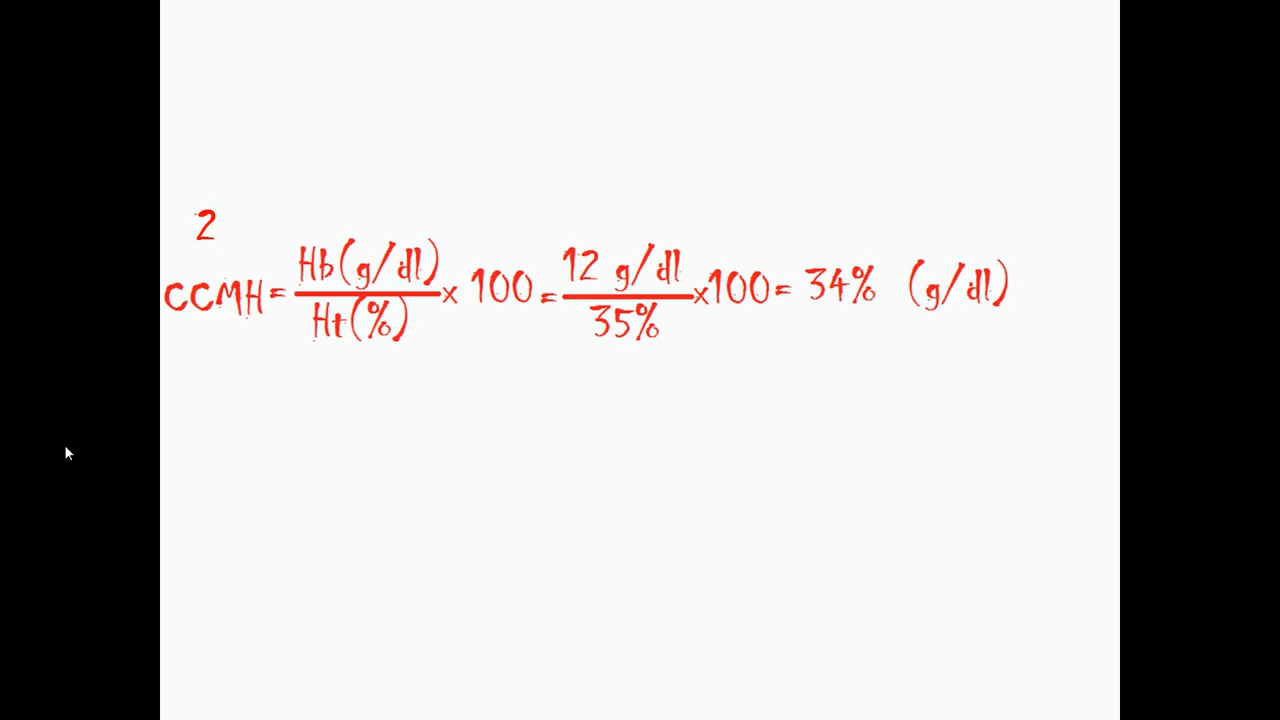 2
CCMH = Hb(g/dl) / Ht(%) x 100 = 12 g/dl / 35% x100 = 34% (g/dl)